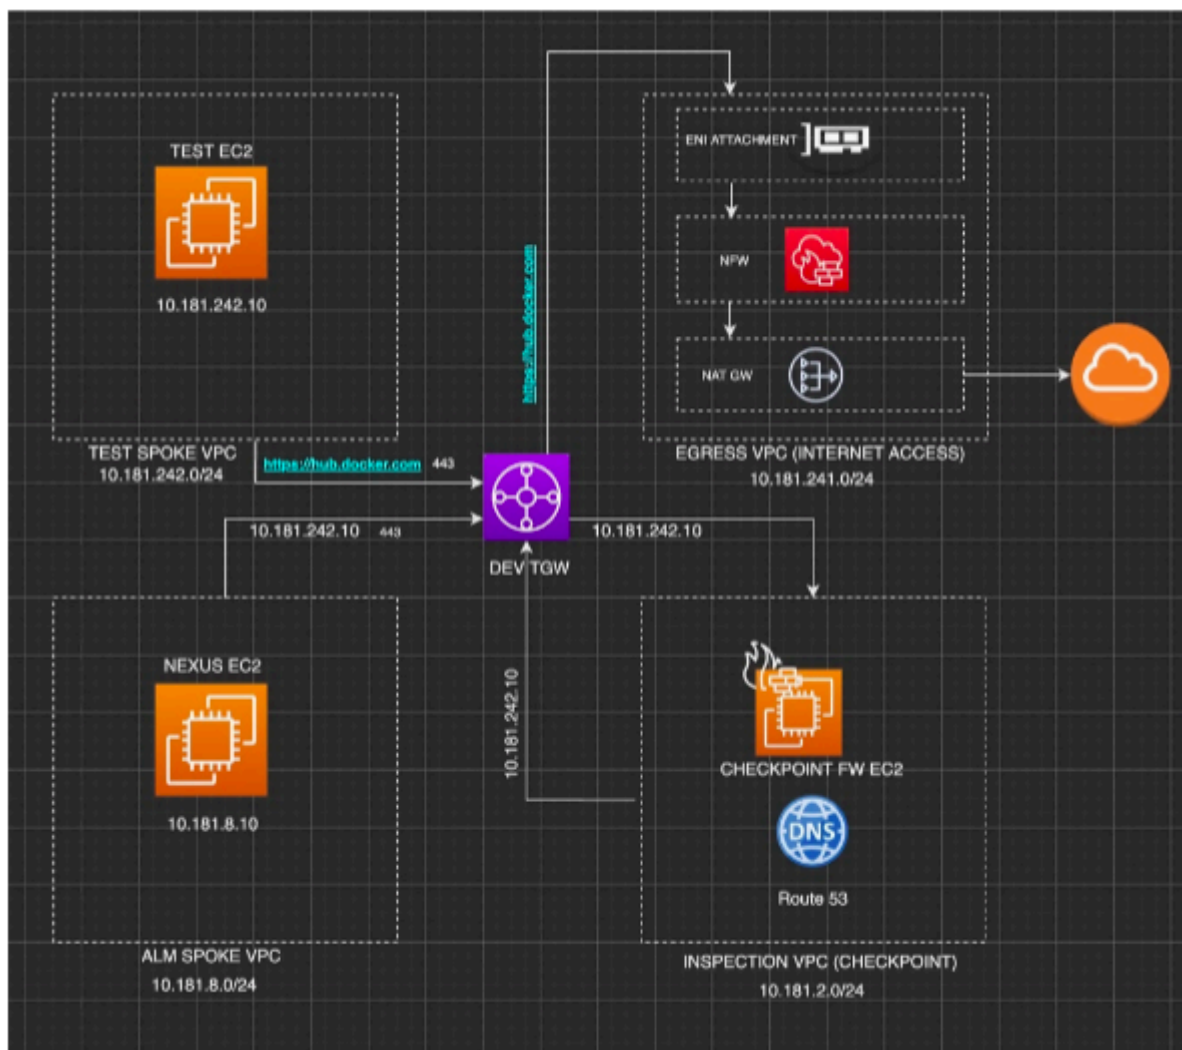 TEST EC2
10.181.242.10
TEST SPOKE VPC
10.181.242.0/24
ENI ATTACHMENT
NFW
NAT GW
EGRESS VPC (INTERNET ACCESS)
10.181.241.0/24
https://hub.docker.com
https://hub.docker.com 443
10.181.242.10 443
DEV TGW
10.181.242.10
10.181.242.10
NEXUS EC2
10.181.8.10
ALM SPOKE VPC
10.181.8.0/24
CHECKPOINT FW EC2
DNS
Route 53
INSPECTION VPC (CHECKPOINT)
10.181.2.0/24